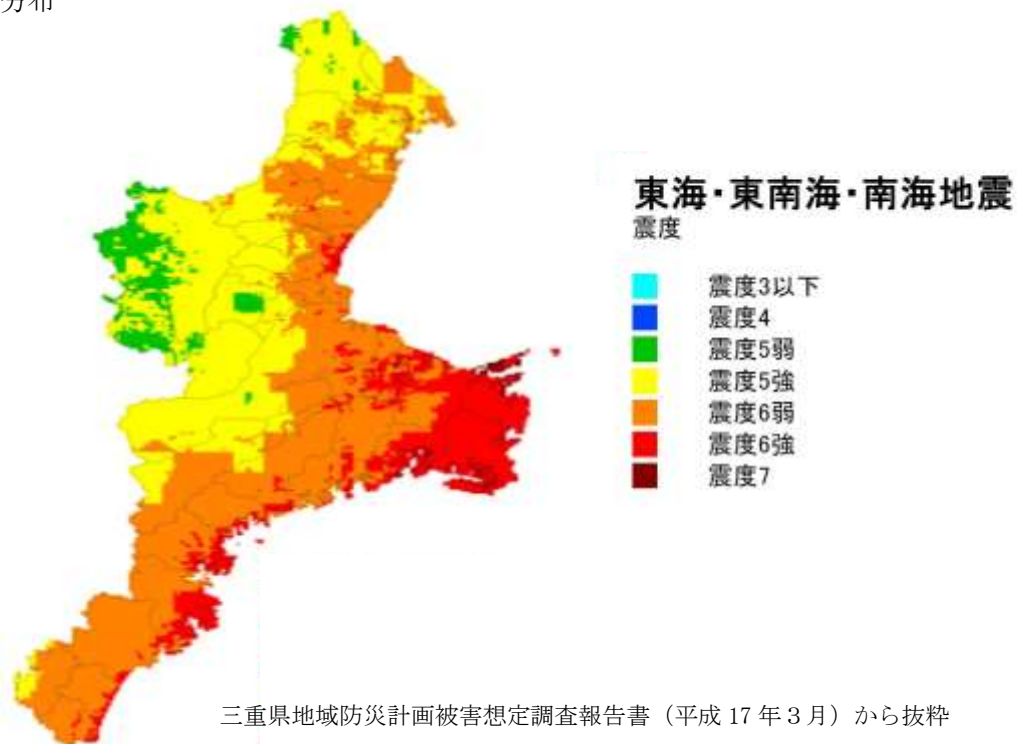 分布
東海・東南海・南海地震
震度
震度3以下
震度4
震度5弱
震度5強
震度6弱
震度6強
震度7
三重県地域防災計画被害想定調査報告書（平成 17 年３月）から抜粋